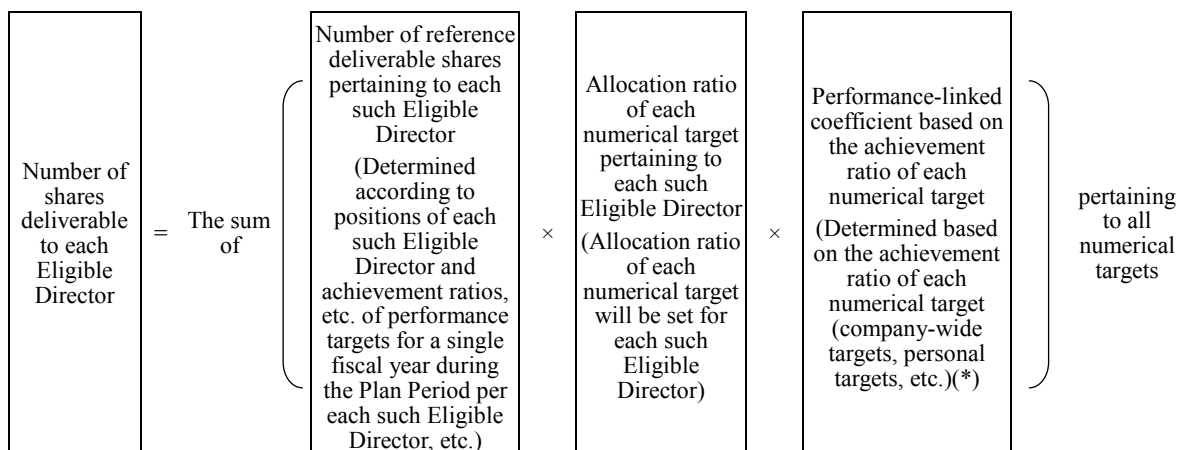 Number of
shares
deliverable
to each
Eligible
Director
=
The sum
of
Number of reference
deliverable shares
pertaining to each
such Eligible
Director
(Determined
according to
positions of each
such Eligible
Director and
achievement ratios,
etc. of performance
targets for a single
fiscal year during
the Plan Period per
each such Eligible
Director, etc.)
×
Allocation ratio
of each
numerical target
pertaining to
each such
Eligible Director
(Allocation ratio
of each
numerical target
will be set for
each such
Eligible
Director)
×
Performance-linked
coefficient based on
the achievement
ratio of each
numerical target
(Determined based
on the achievement
ratio of each
numerical target
(company-wide
targets, personal
targets, etc.)(*)
pertaining
to all
numerical
targets